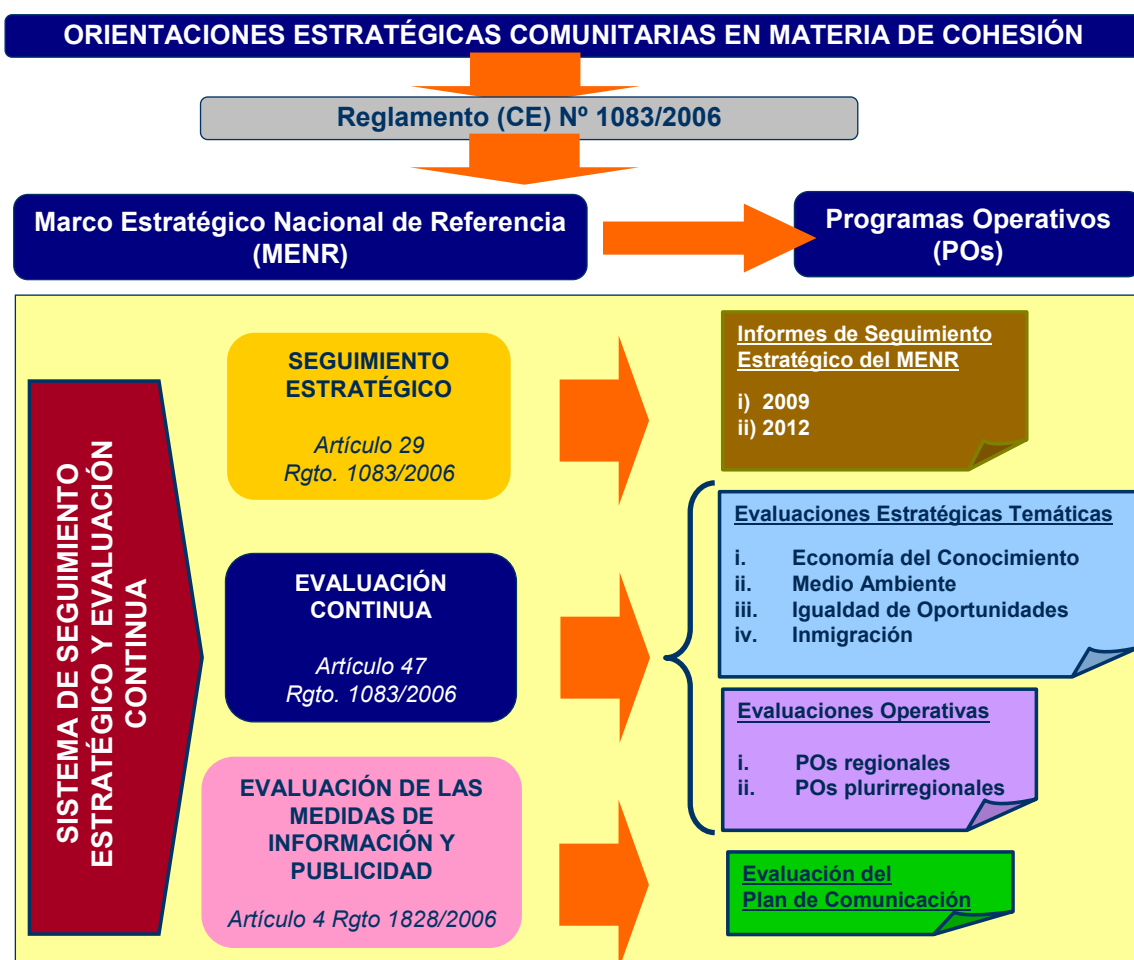 ORIENTACIONES ESTRATÉGICAS COMUNITARIAS EN MATERIA DE COHESIÓN
Reglamento (CE) Nº 1083/2006
Marco Estratégico Nacional de Referencia
(MENR)
Programas Operativos
(POs)
SISTEMA DE SEGUIMIENTO
ESTRATÉGICO Y EVALUACIÓN
CONTINUA
SEGUIMIENTO
ESTRATÉGICO
Artículo 29
Rgto. 1083/2006
Informes de Seguimiento
Estratégico del MENR
i) 2009
ii) 2012
EVALUACIÓN
CONTINUA
Artículo 47
Rgto. 1083/2006
Evaluaciones Estratégicas Temáticas
i. Economía del Conocimiento
ii. Medio Ambiente
iii. Igualdad de Oportunidades
iv. Inmigración
Evaluaciones Operativas
i. POs regionales
ii. POs plurirregionales
EVALUACIÓN DE LAS
MEDIDAS DE
INFORMACIÓN Y
PUBLICIDAD
Artículo 4 Rgto 1828/2006
Evaluación del
Plan de Comunicación